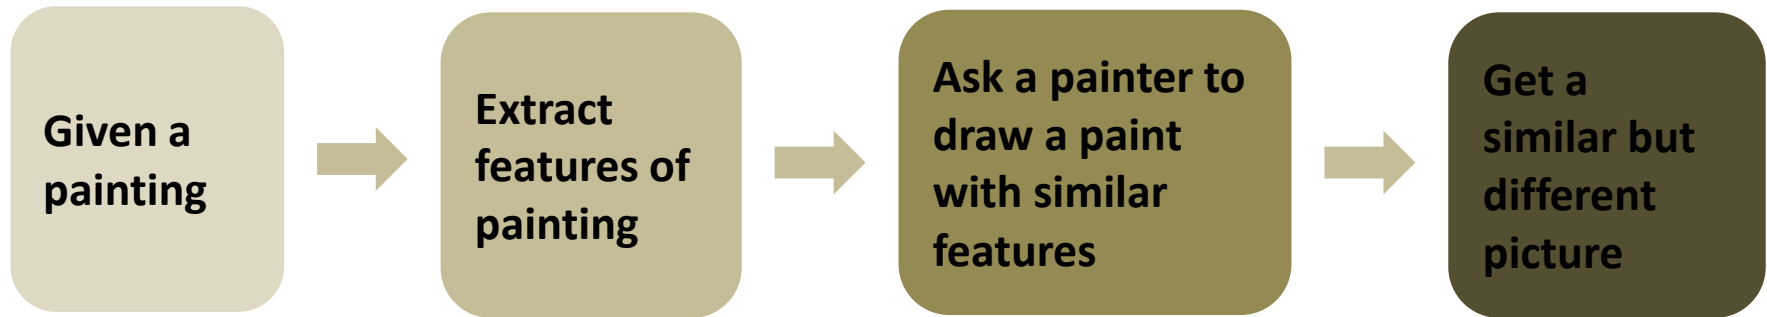 Given a
painting
Extract
features of
painting
Ask a painter to
draw a paint
with similar
features
Get a
similar but
different
picture